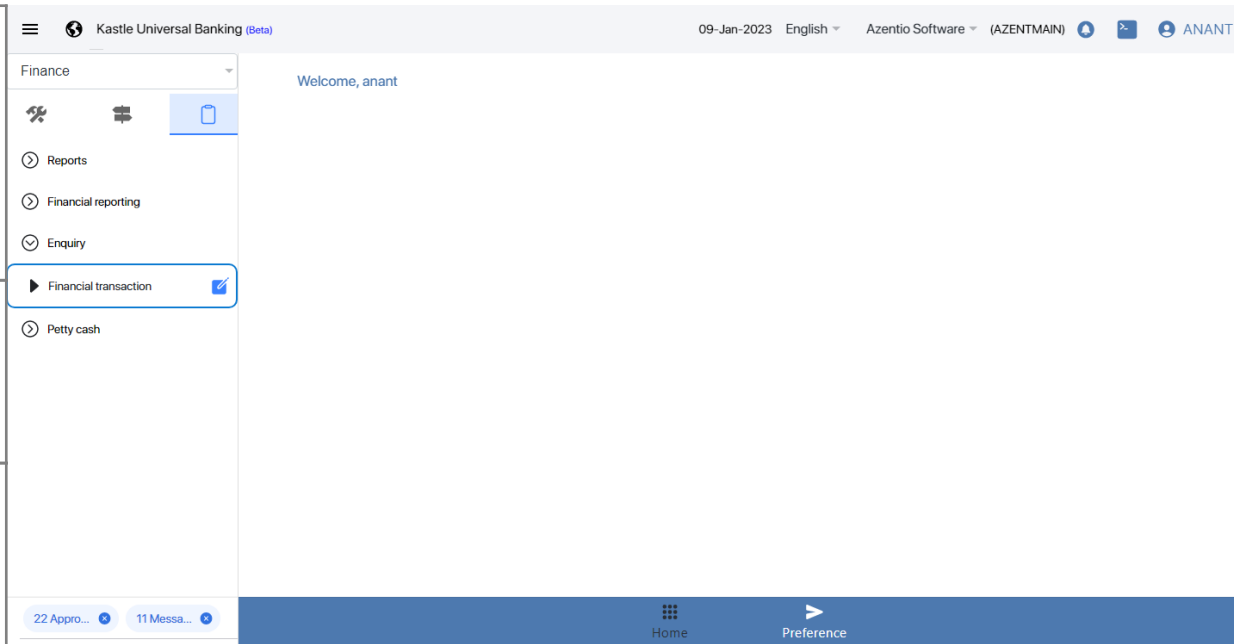 Kastle Universal Banking (Beta)
09-Jan-2023 English Azentio Software (AZENTMAIN) ANANT
Finance
Welcome, anant
Reports
Financial reporting
Enquiry
Financial transaction
Petty cash
22 Appro... 11 Messa...
Home Preference